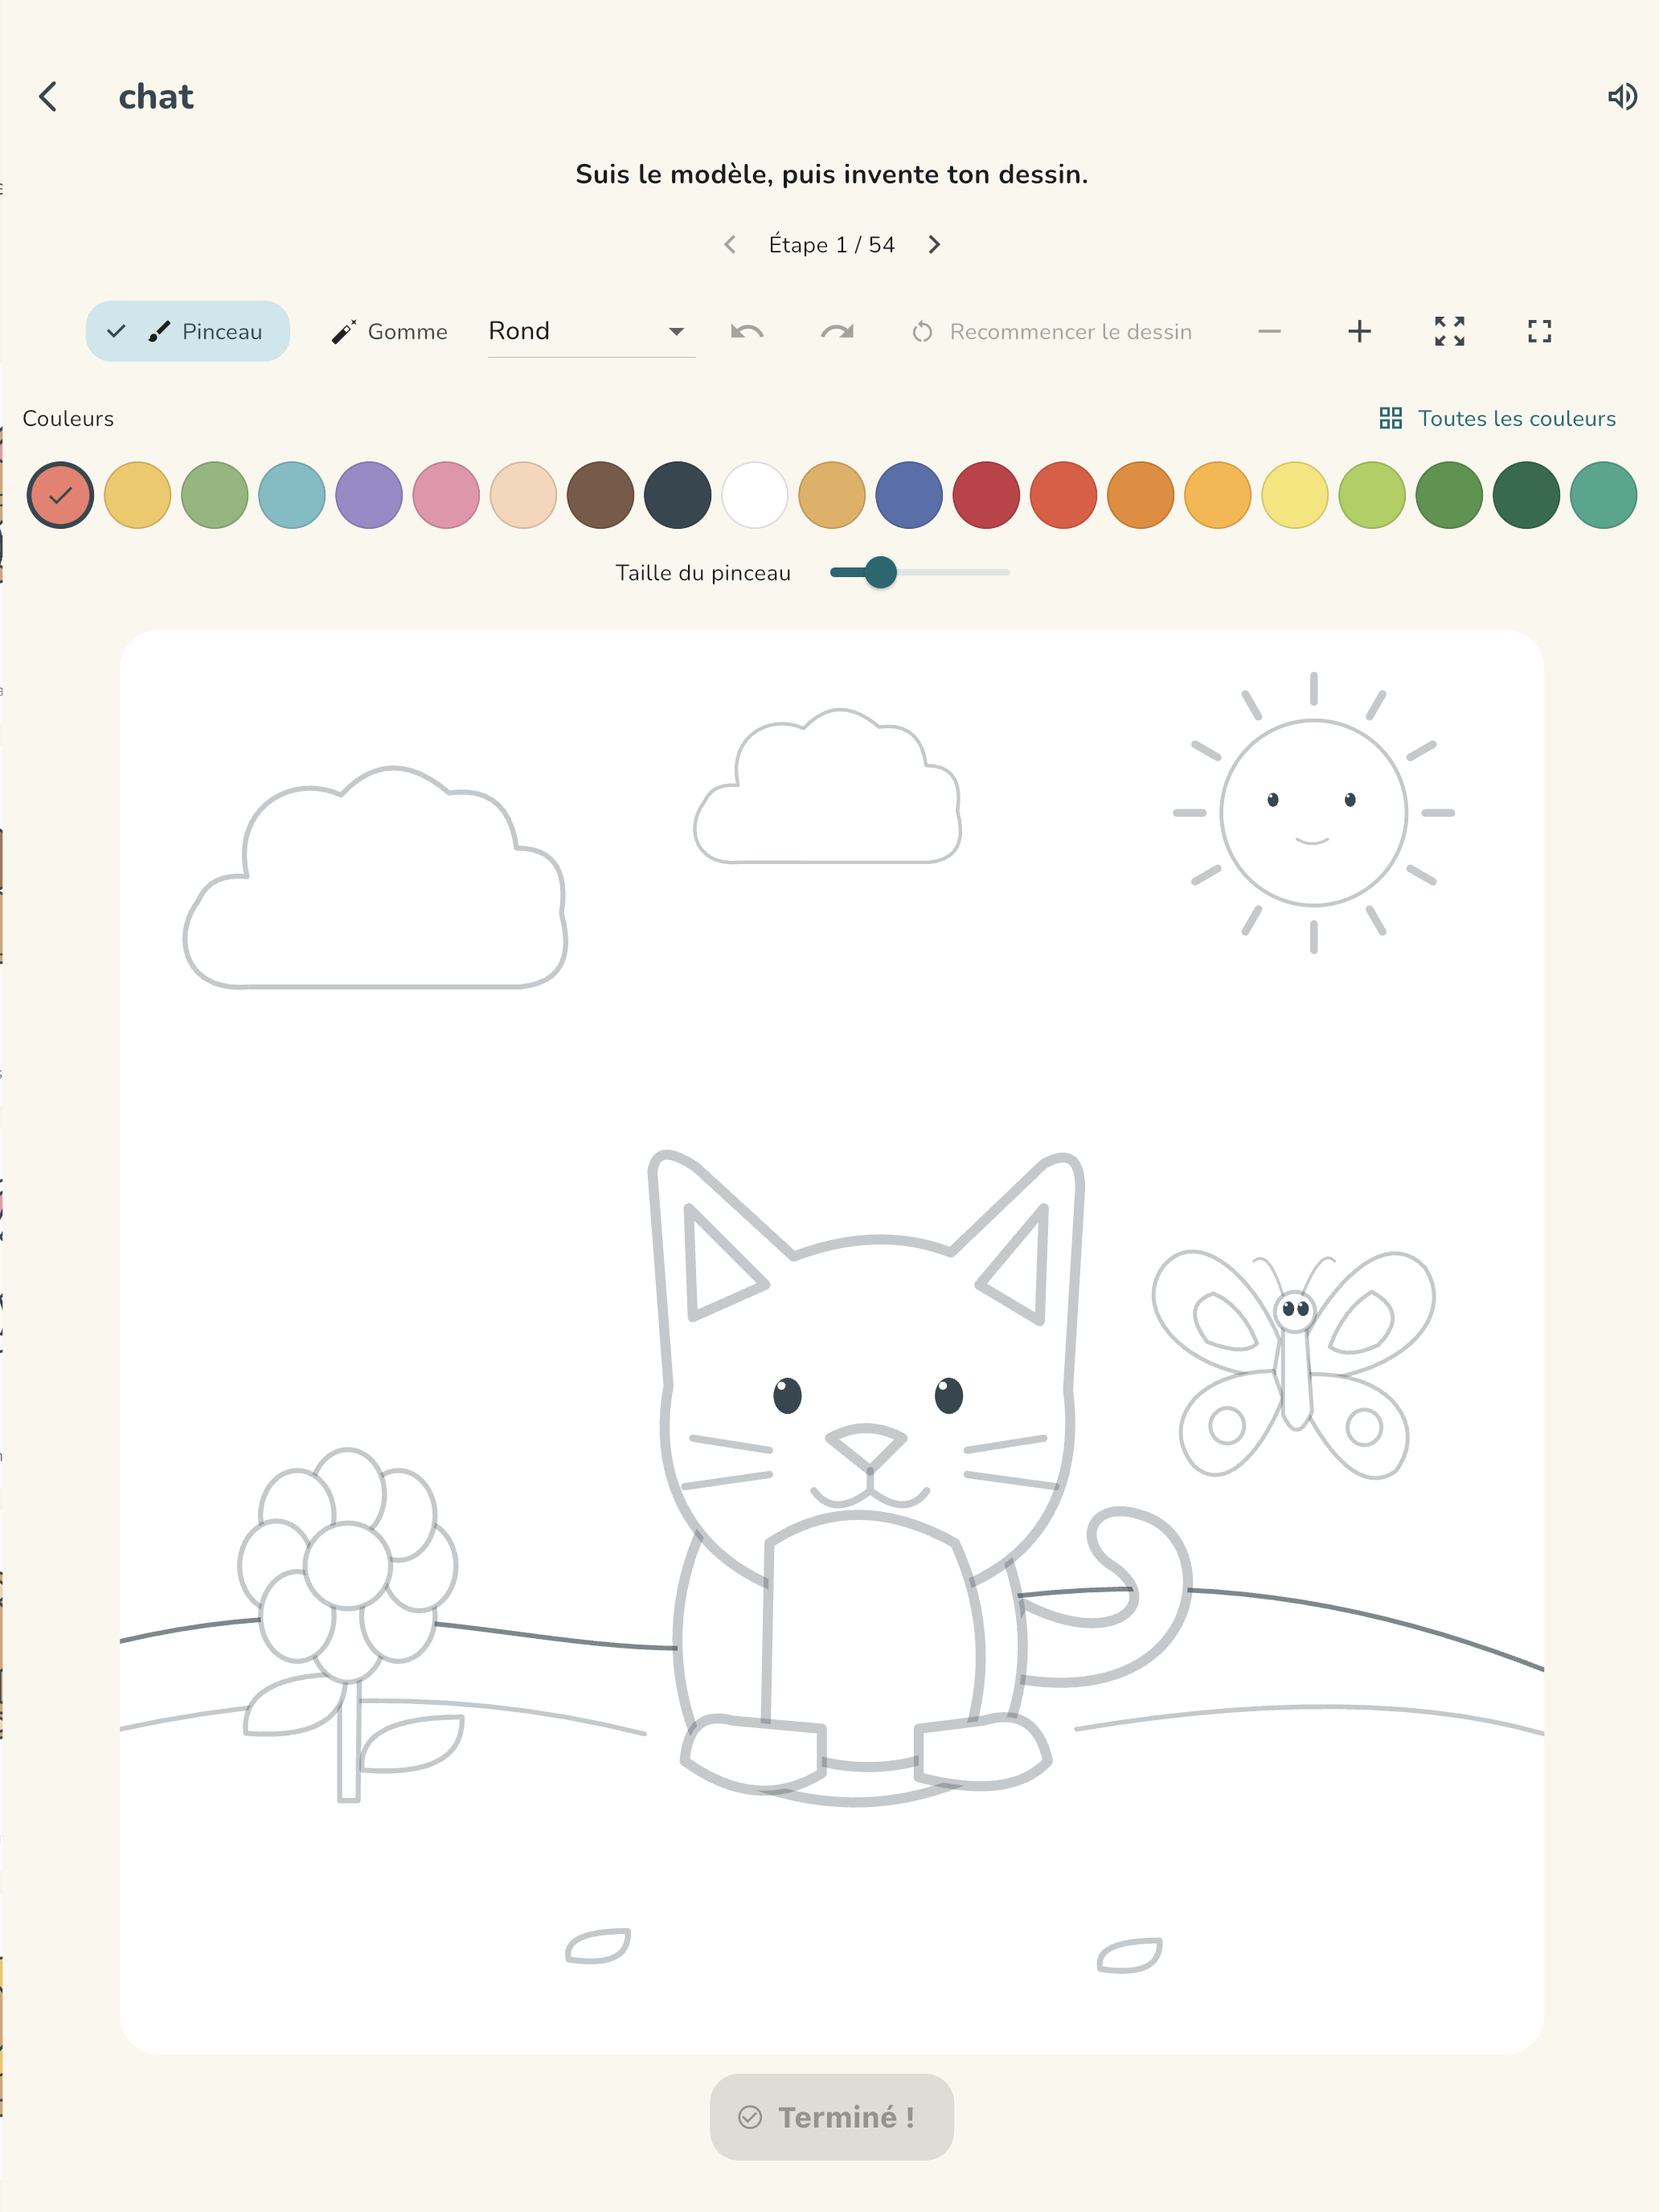 chat
Suis le modèle, puis invente ton dessin.
Étape 1 / 54
Pinceau Gomme Rond Recommencer le dessin
Couleurs Toutes les couleurs
Taille du pinceau
Terminé !